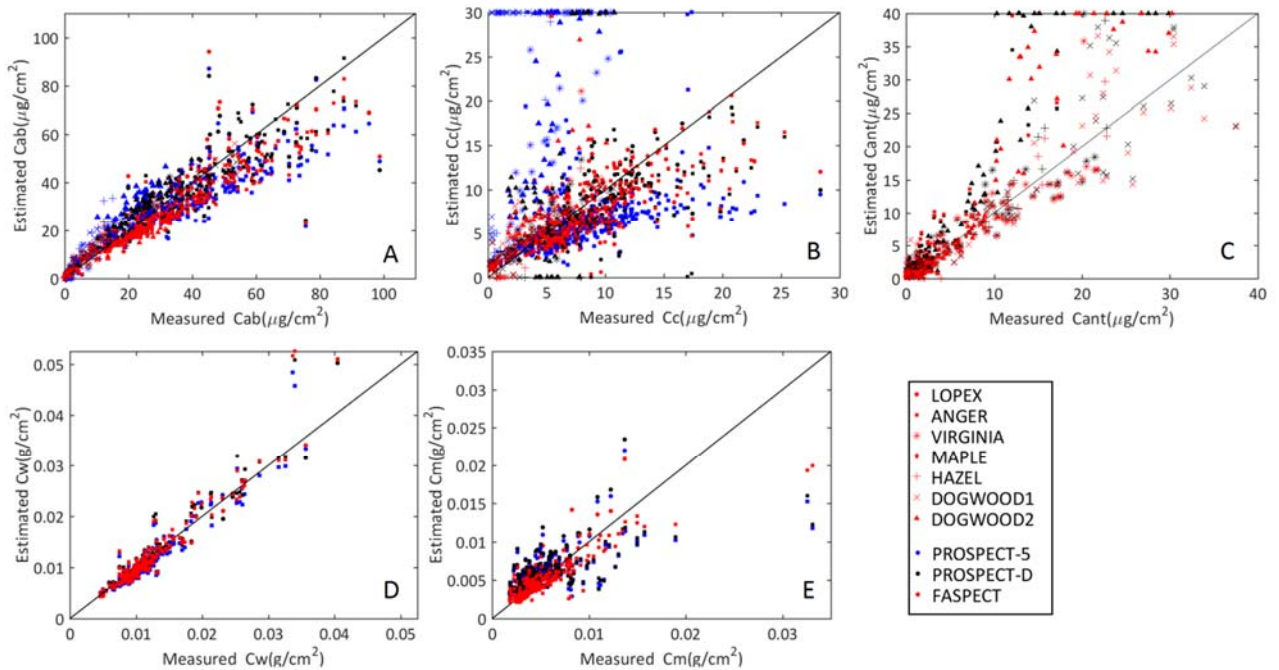 100
80
60
40
20
0
Estimated Cab(μg/cm²)
0 20 40 60 80 100
Measured Cab(μg/cm²)
A
30
25
20
15
10
5
0
Estimated Cc(μg/cm²)
0 5 10 15 20 25 30
Measured Cc(μg/cm²)
B
40
35
30
25
20
15
10
5
0
Estimated Cant(μg/cm²)
0 10 20 30 40
Measured Cant(μg/cm²)
C
0.05
0.04
0.03
0.02
0.01
0
Estimated Cw(g/cm²)
0 0.01 0.02 0.03 0.04 0.05
Measured Cw(g/cm²)
D
0.035
0.03
0.025
0.02
0.015
0.01
0.005
0
Estimated Cm(g/cm²)
0 0.01 0.02 0.03
Measured Cm(g/cm²)
E
LOPEX
ANGER
VIRGINIA
MAPLE
HAZEL
DOGWOOD1
DOGWOOD2
PROSPECT-5
PROSPECT-D
FASPECT